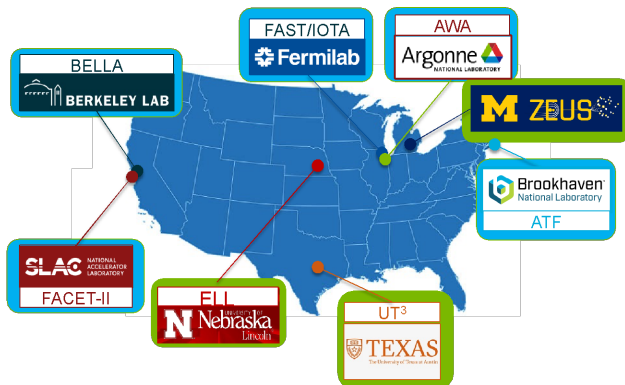 FAST/IOTA
Fermilab
AWA
Argonne
NATIONAL LABORATORY
BELLA
BERKELEY LAB
M ZEUS
Brookhaven
National Laboratory
ATF
SLAC
NATIONAL
ACCELERATOR
LABORATORY
FACET-II
ELL
UNIVERSITY OF
N Nebraska
Lincoln
UT³
TEXAS
The University of Texas at Austin